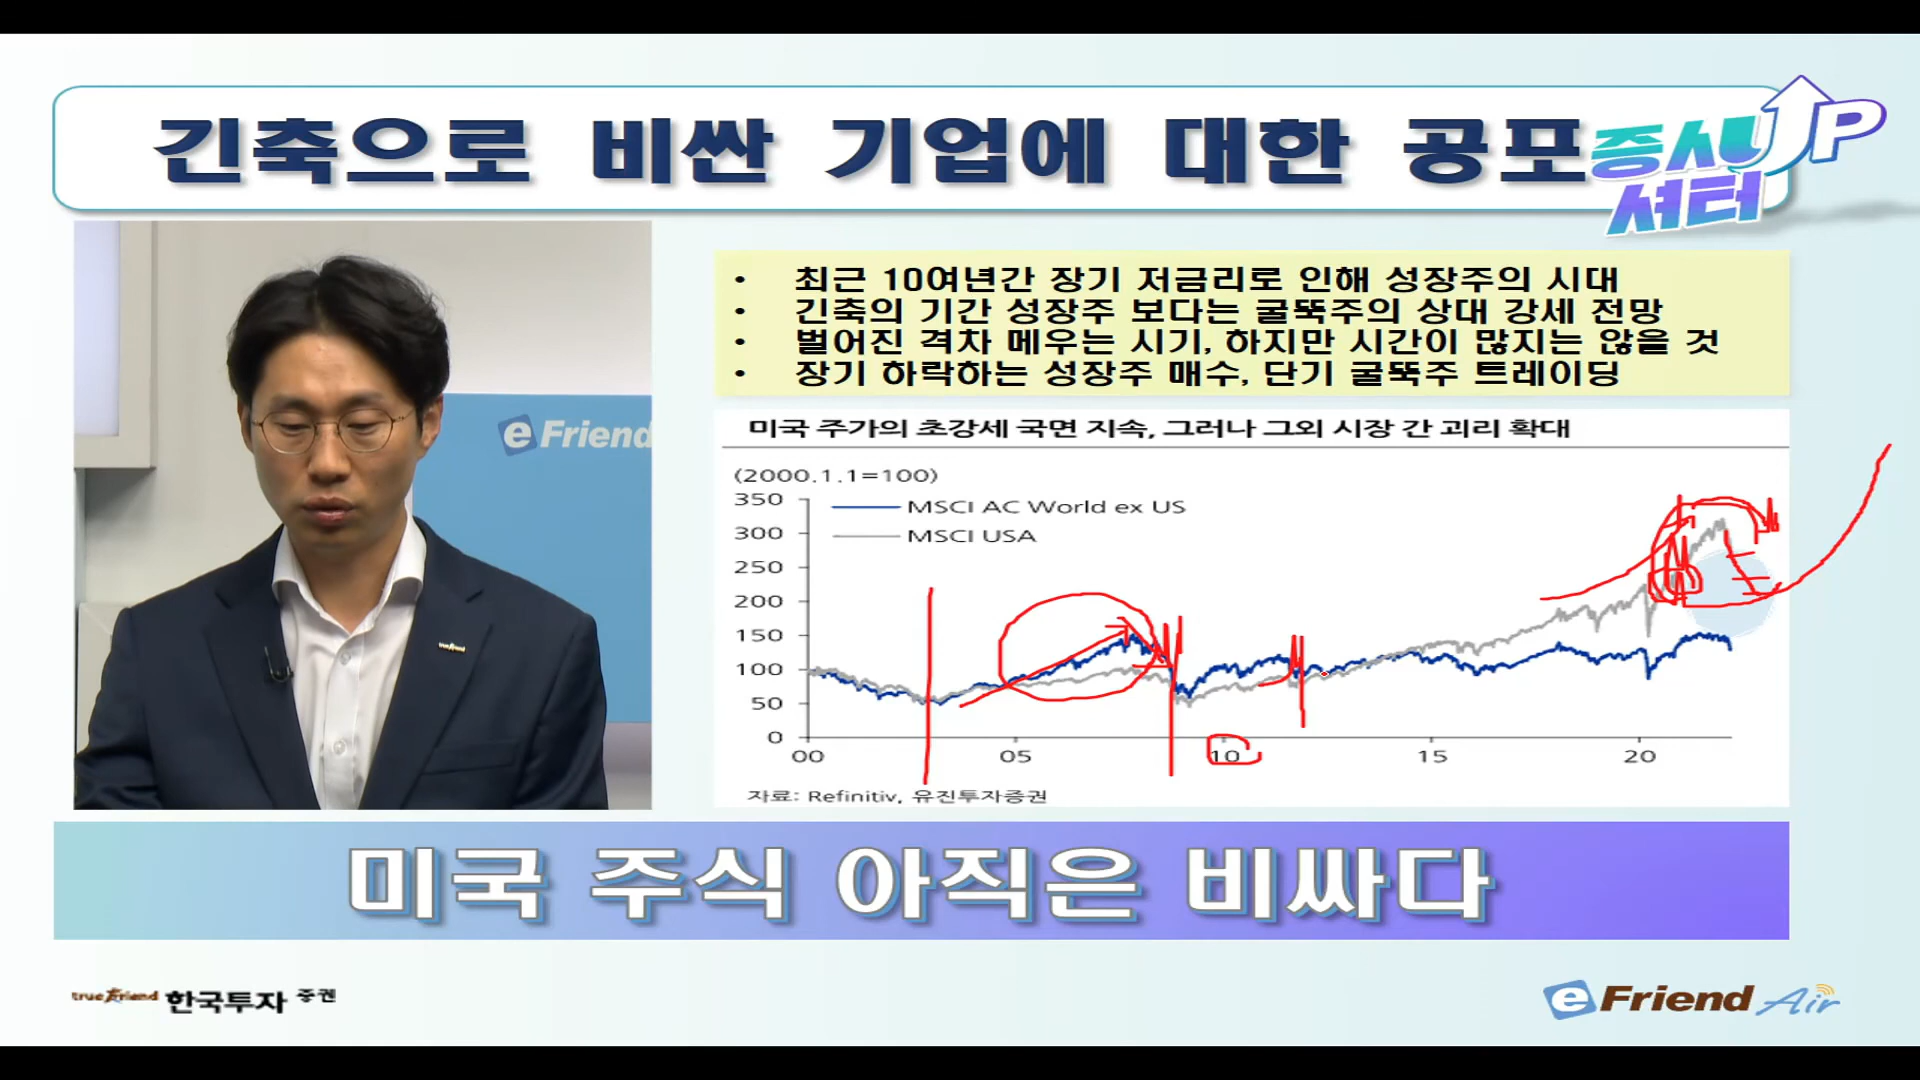 긴축으로 비싼 기업에 대한 공포
증시UP
셔터
eFriend
• 최근 10여년간 장기 저금리로 인해 성장주의 시대
• 긴축의 기간 성장주 보다는 굴뚝주의 상대 강세 전망
• 벌어진 격차 메우는 시기, 하지만 시간이 많지는 않을 것
• 장기 하락하는 성장주 매수, 단기 굴뚝주 트레이딩
미국 주가의 초강세 국면 지속, 그러나 그외 시장 간 괴리 확대
(2000.1.1=100)
350
300
250
200
150
100
50
0
MSCI AC World ex US
MSCI USA
00 05 10 15 20
자료: Refinitiv, 유진투자증권
미국 주식 아직은 비싸다
true Friend 한국투자증권
eFriend Air